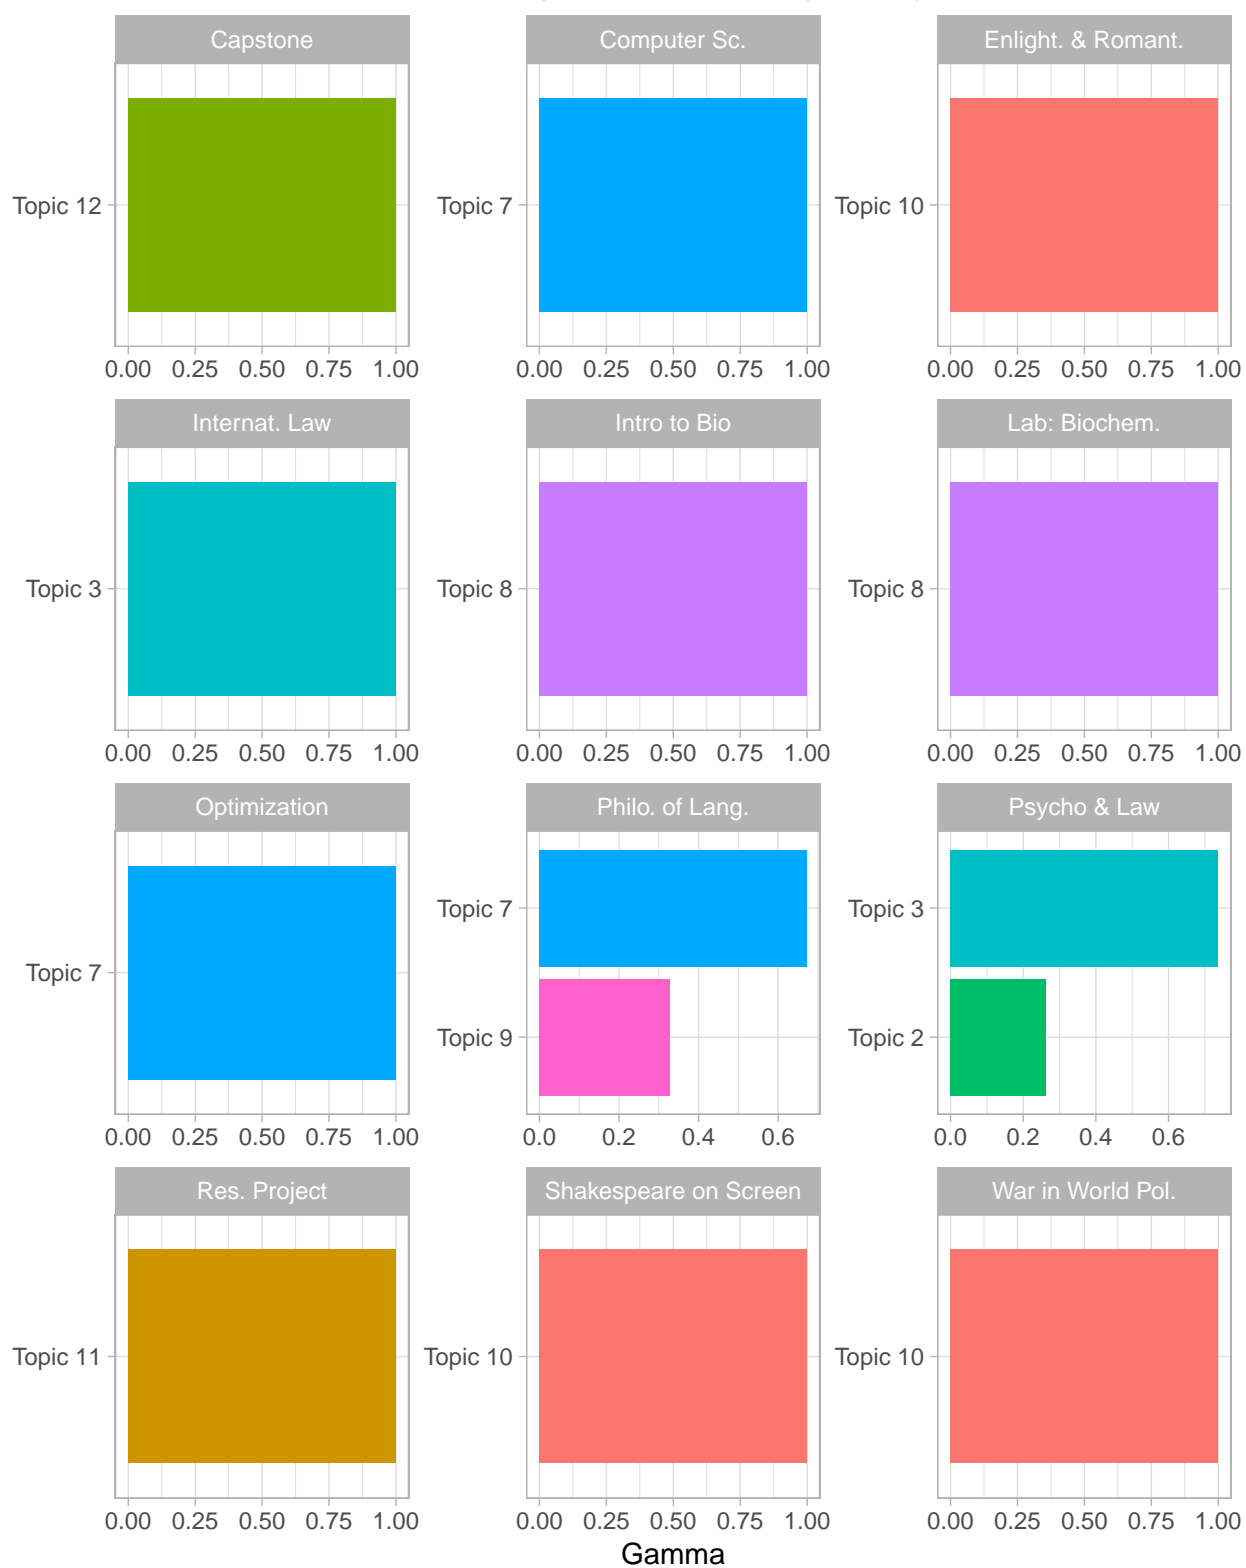 Capstone Computer Sc. Enlight. & Romant.
Topic 12 Topic 7 Topic 10
0.00 0.25 0.50 0.75 1.00 0.00 0.25 0.50 0.75 1.00 0.00 0.25 0.50 0.75 1.00
Internat. Law Intro to Bio Lab: Biochem.
Topic 3 Topic 8 Topic 8
0.00 0.25 0.50 0.75 1.00 0.00 0.25 0.50 0.75 1.00 0.00 0.25 0.50 0.75 1.00
Optimization Philo. of Lang. Psycho & Law
Topic 7 Topic 3
Topic 7
Topic 9 Topic 2
0.00 0.25 0.50 0.75 1.00 0.0 0.2 0.4 0.6 0.0 0.2 0.4 0.6
Res. Project Shakespeare on Screen War in World Pol.
Topic 11 Topic 10 Topic 10
0.00 0.25 0.50 0.75 1.00 0.00 0.25 0.50 0.75 1.00 0.00 0.25 0.50 0.75 1.00
Gamma